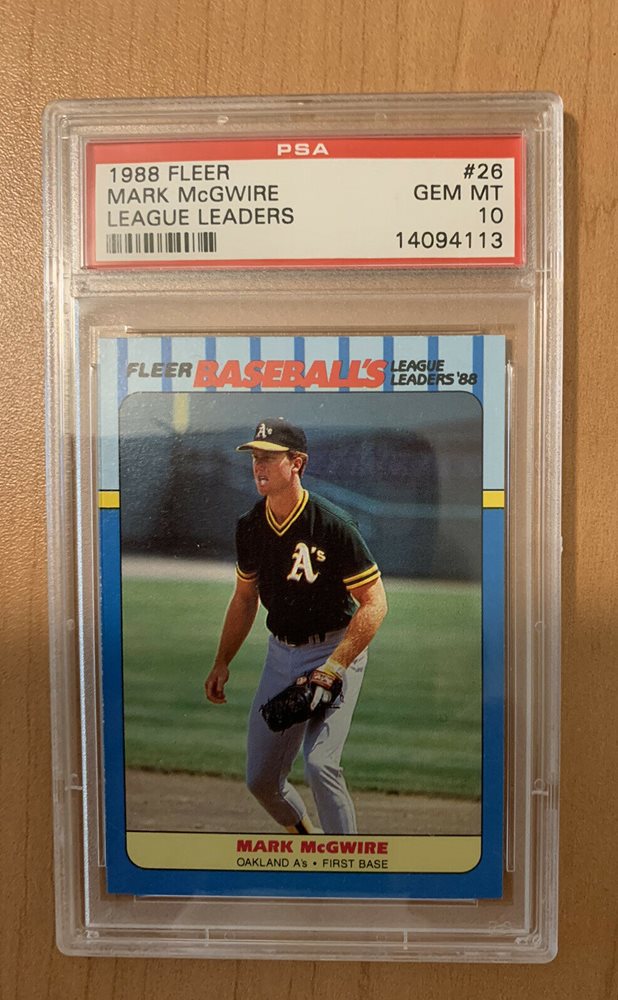 PSA
1988 FLEER #26
MARK McGWIRE GEM MT
LEAGUE LEADERS 10
14094113
FLEER BASEBALL'S LEAGUE
LEADERS '88
A's
A's
MARK McGWIRE
OAKLAND A's • FIRST BASE